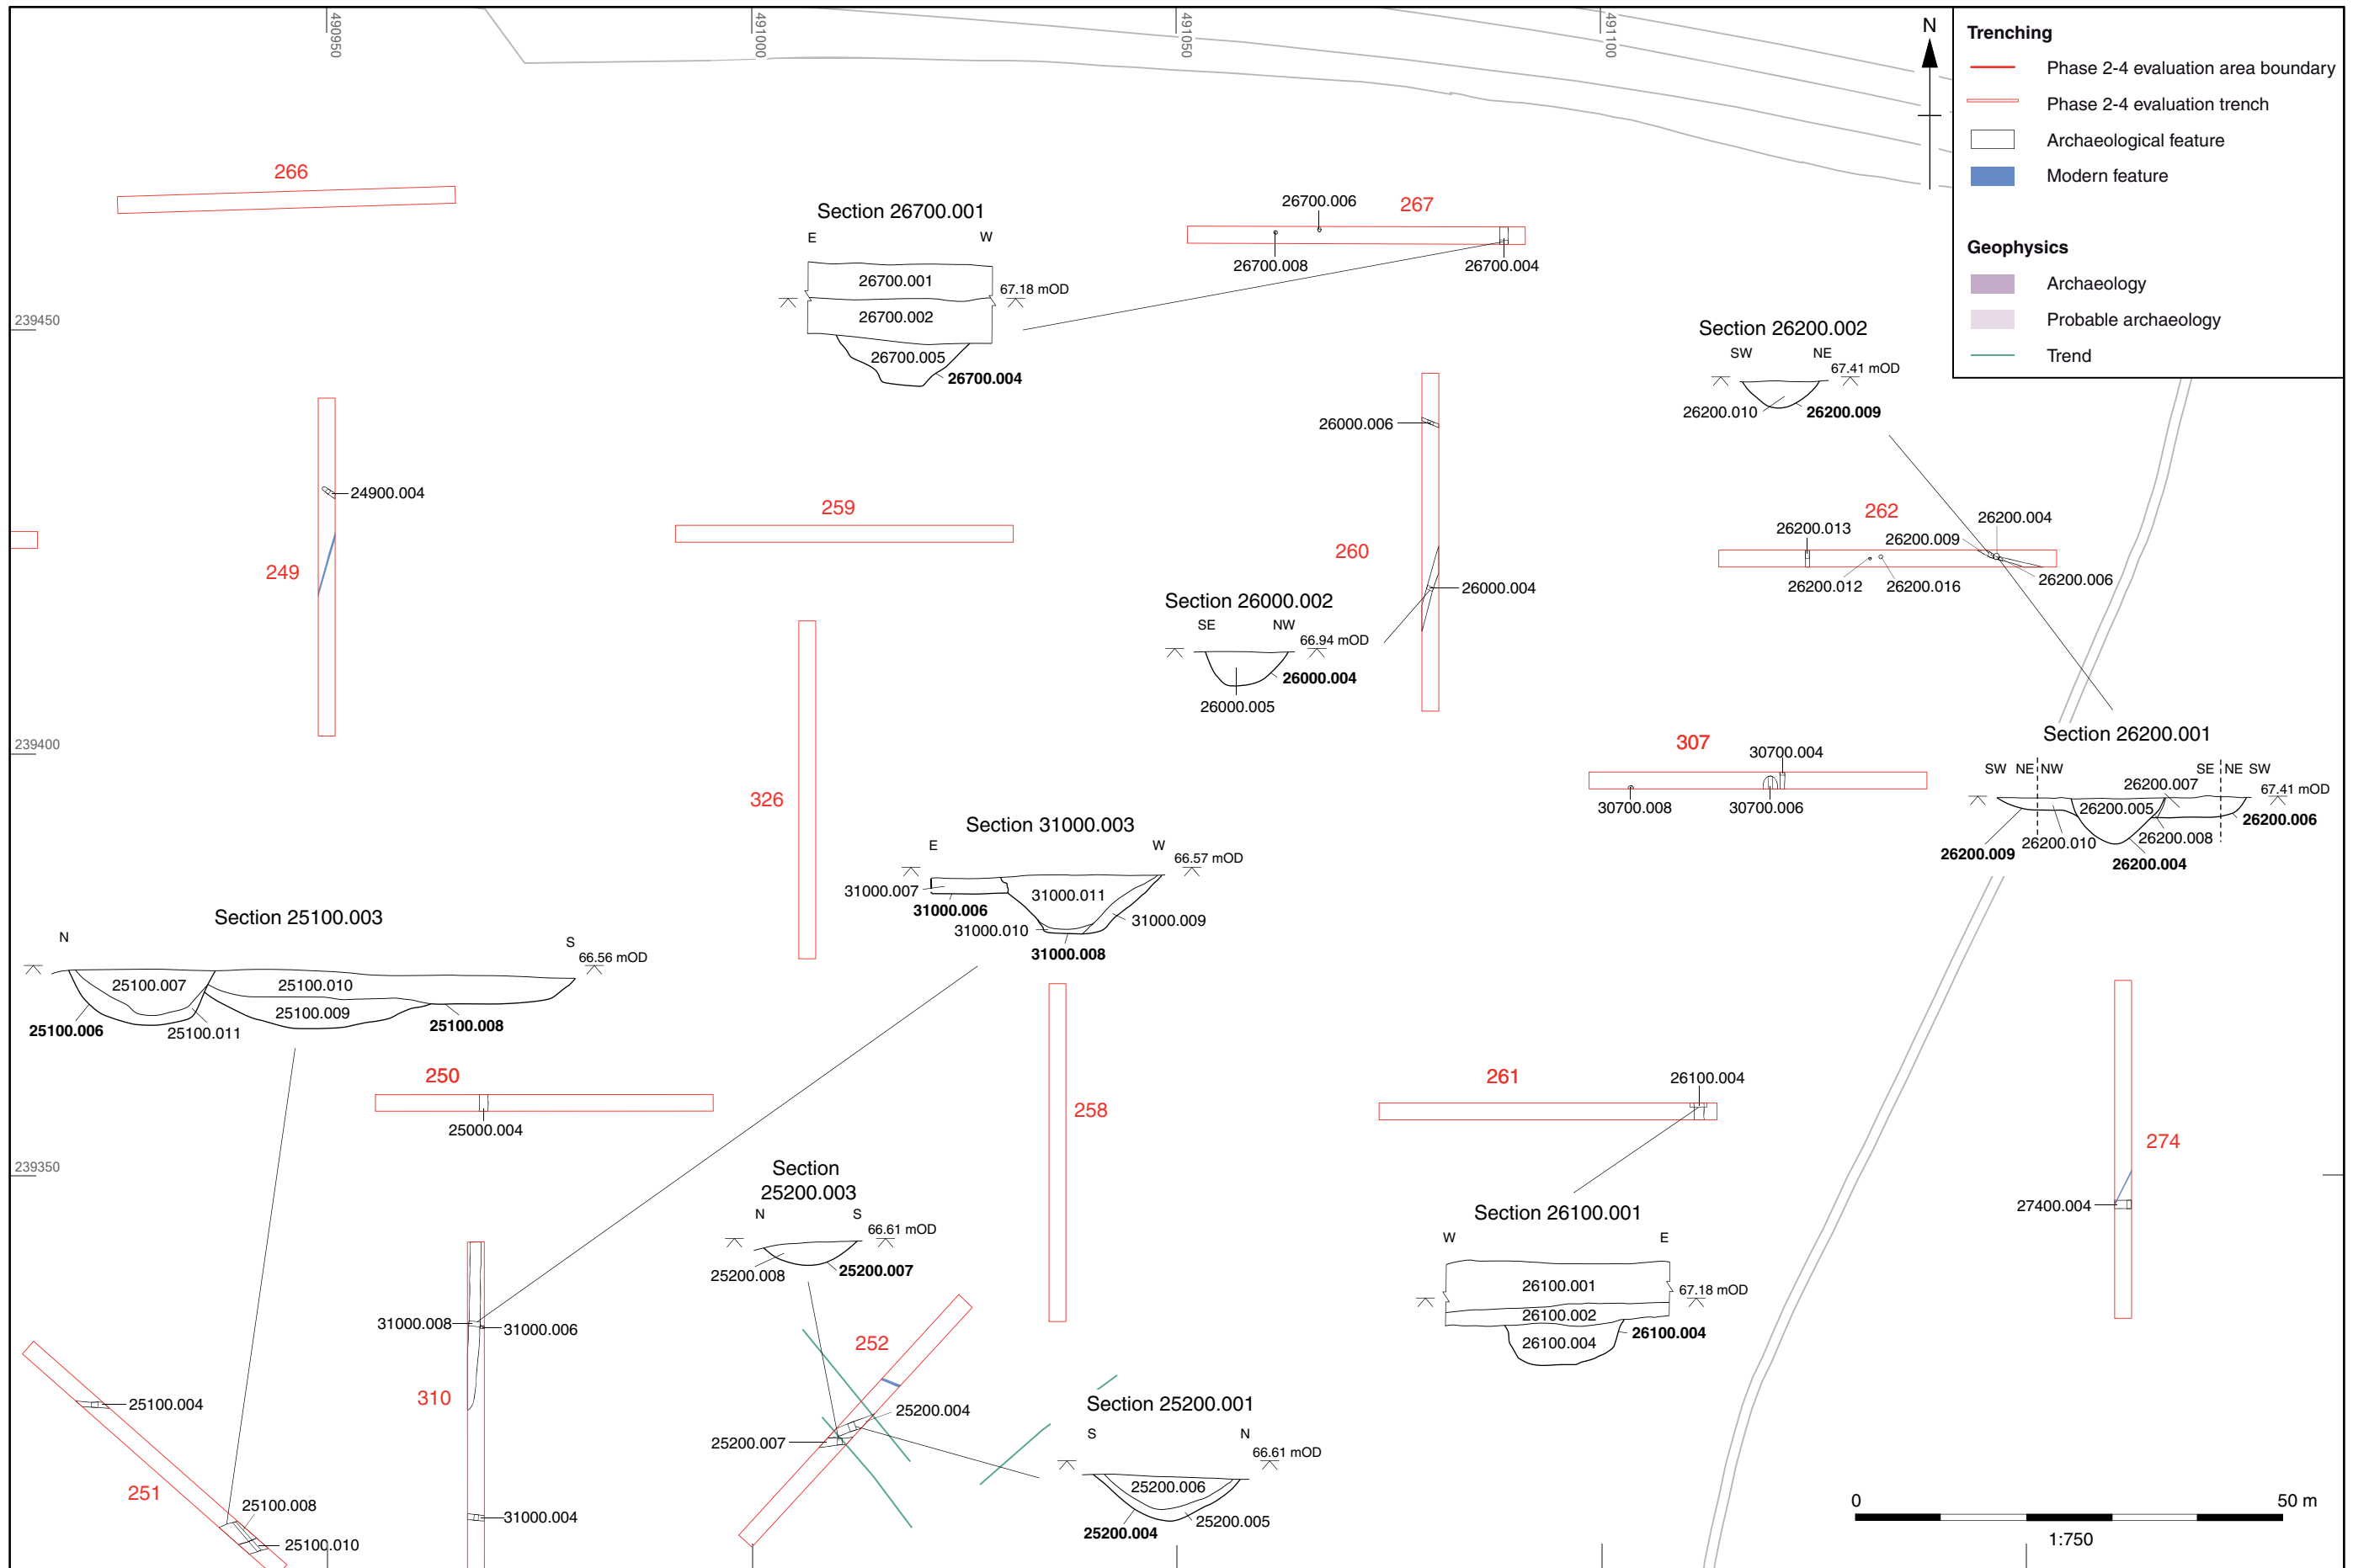 490950
491000
491050
491100
N
Trenching
Phase 2-4 evaluation area boundary
Phase 2-4 evaluation trench
Archaeological feature
Modern feature
Geophysics
Archaeology
Probable archaeology
Trend
266
Section 26700.001
E W
26700.001
67.18 mOD
26700.002
26700.005
26700.004
26700.006
267
26700.008
26700.004
239450
Section 26200.002
SW NE
67.41 mOD
26200.010
26200.009
26000.006
24900.004
249
259
260
26000.004
262
26200.013
26200.004
26200.009
26200.012
26200.016
26200.006
Section 26000.002
SE NW
66.94 mOD
26000.004
26000.005
239400
326
307
30700.004
30700.008
30700.006
Section 26200.001
SW NE NW SE NE SW
26200.007
67.41 mOD
26200.005
26200.006
26200.010
26200.008
26200.009
26200.004
Section 31000.003
E W
66.57 mOD
31000.007
31000.011
31000.006
31000.009
31000.010
31000.008
Section 25100.003
N S
66.56 mOD
25100.007
25100.010
25100.009
25100.006
25100.011
25100.008
250
25000.004
258
261
26100.004
274
27400.004
239350
Section
25200.003
N S
66.61 mOD
25200.008
25200.007
Section 26100.001
W E
26100.001
67.18 mOD
26100.002
26100.004
26100.004
31000.008
31000.006
310
31000.004
252
25200.004
25200.007
25100.004
251
25100.008
25100.010
Section 25200.001
S N
66.61 mOD
25200.006
25200.004
25200.005
0 50 m
1:750